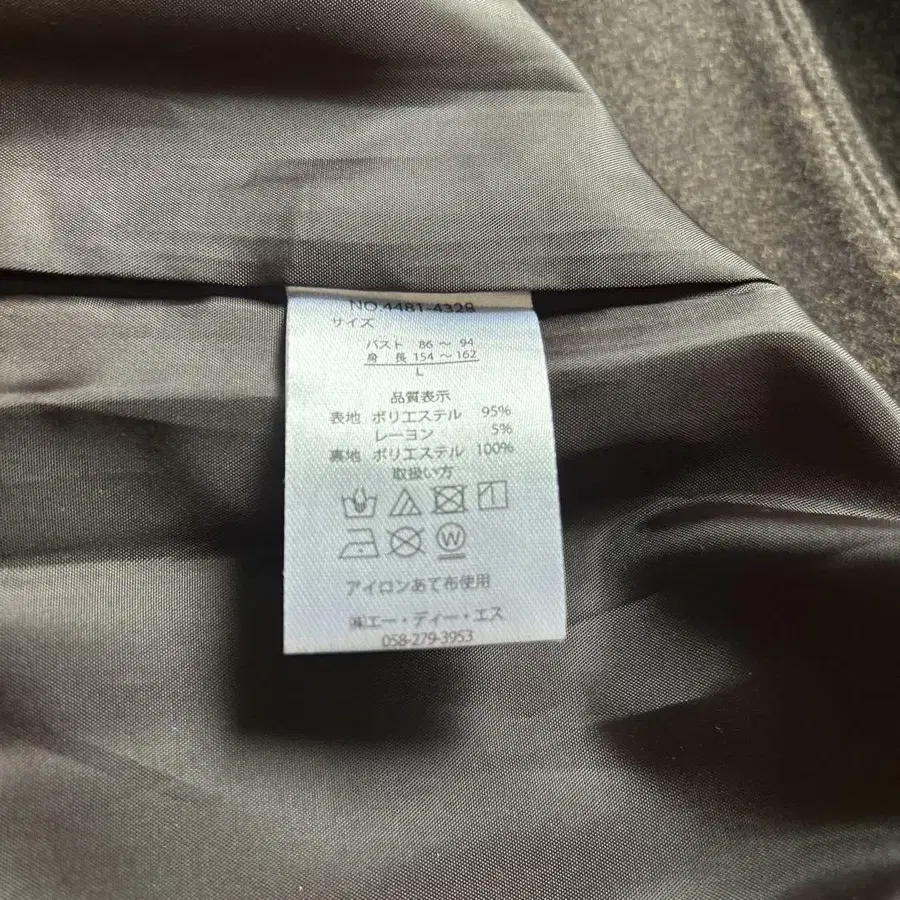 NO.4481-4328
サイズ
バスト 86～94
身 長 154～162
L
品質表示
表地 ポリエステル 95%
レーヨン 5%
裏地 ポリエステル 100%
取扱い方
W
アイロンあて布使用
㈱エー・ディー・エス
058-279-3953